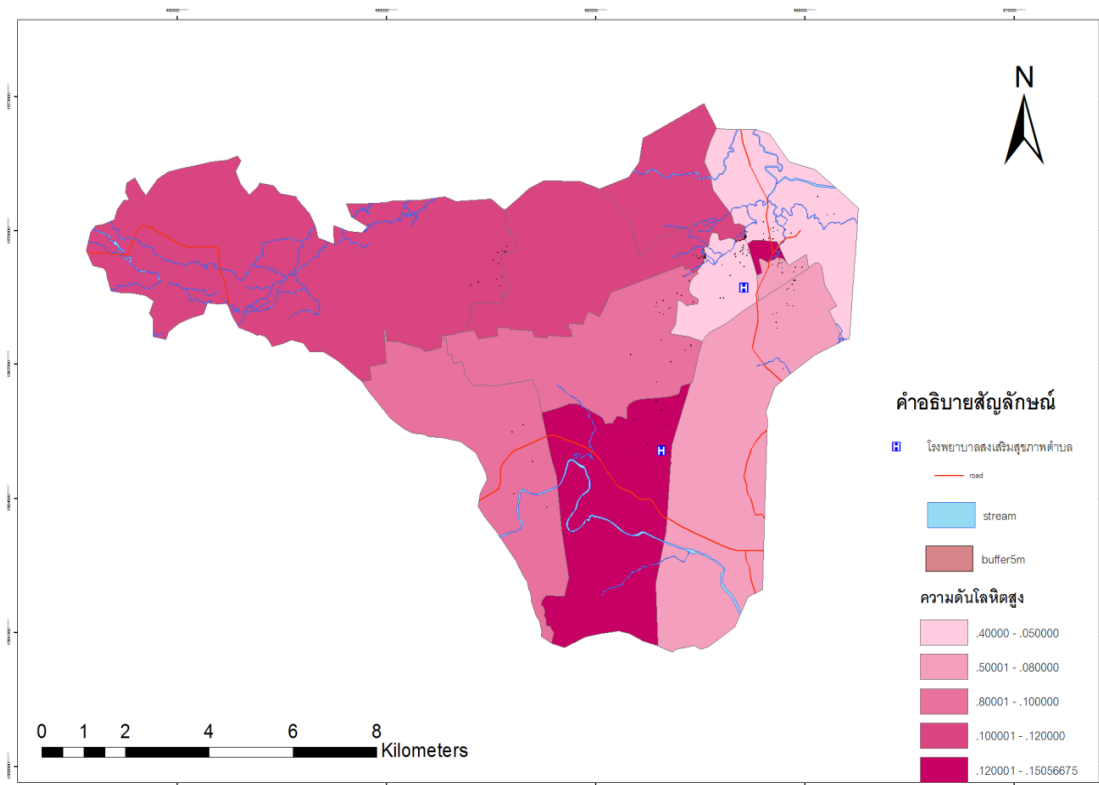 N
คำอธิบายสัญลักษณ์
H
H
H โรงพยาบาลสงเสริมสุขภาพตำบล
road
stream
buffer5m
ความดันโลหิตสูง
.40000 - .050000
.50001 - .080000
.80001 - .100000
.100001 - .120000
.120001 - .15056675
0 1 2 4 6 8
Kilometers